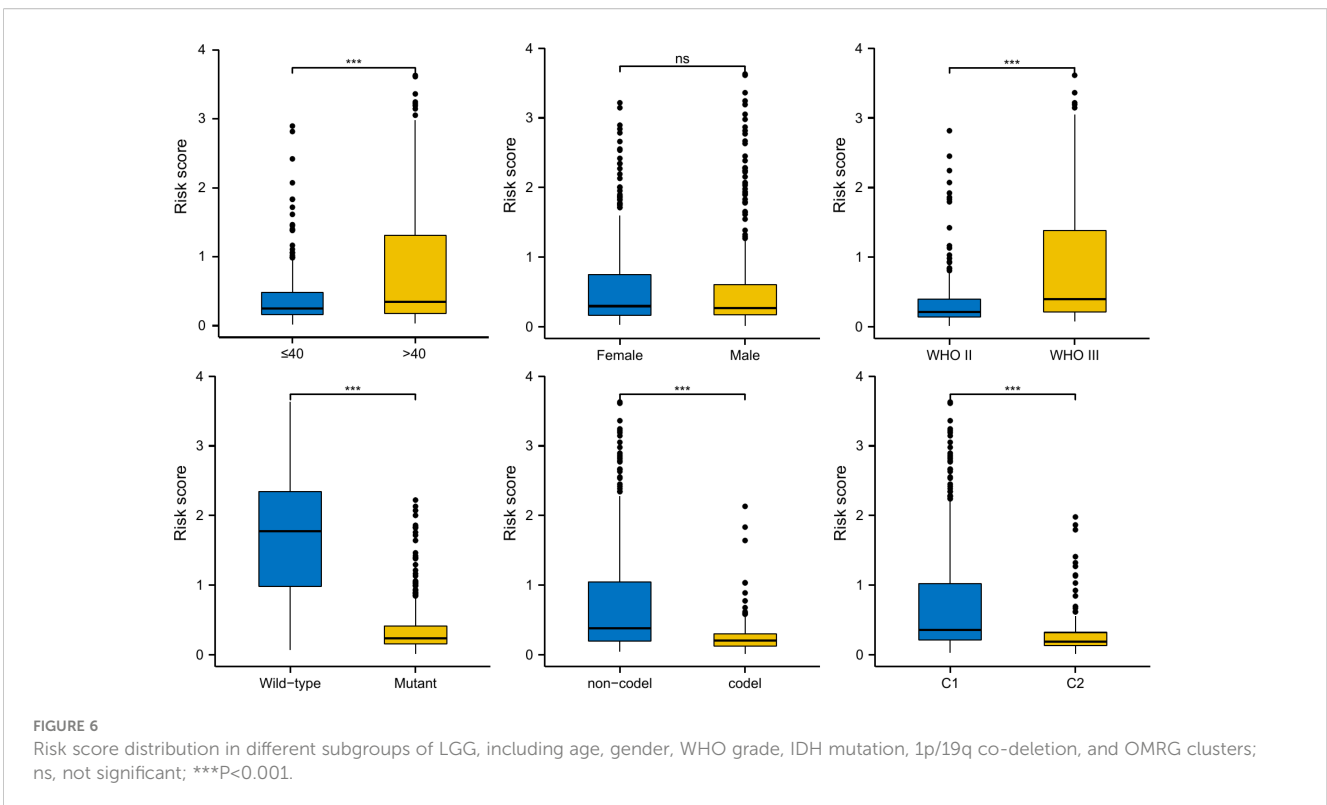 4
3
2
1
0
Risk score
***
≤40
>40
4
3
2
1
0
Risk score
ns
Female
Male
4
3
2
1
0
Risk score
***
WHO II
WHO III
4
3
2
1
0
Risk score
***
Wild−type
Mutant
4
3
2
1
0
Risk score
***
non−codel
codel
4
3
2
1
0
Risk score
***
C1
C2
FIGURE 6
Risk score distribution in different subgroups of LGG, including age, gender, WHO grade, IDH mutation, 1p/19q co-deletion, and OMRG clusters;
ns, not significant; ***P<0.001.